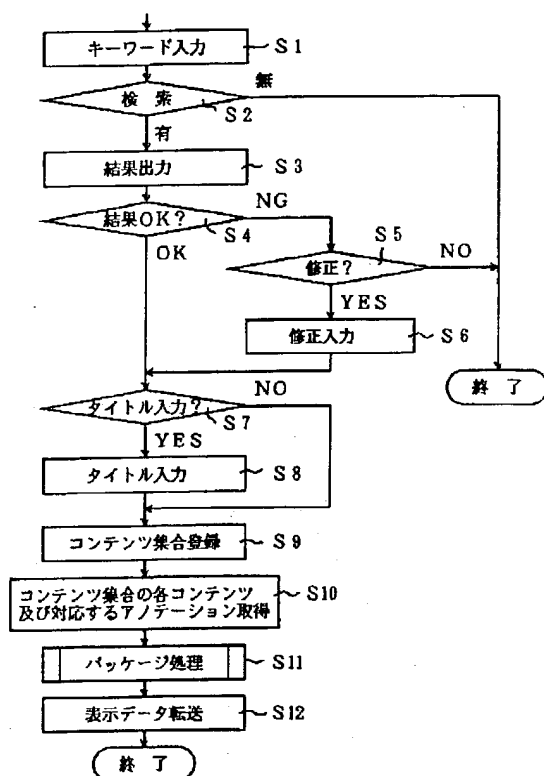 キーワード入力 S1
無
検 索 S2
有
結果出力 S3
NG
結果OK? S4
OK
S5
修正? NO
YES
修正入力 S6
終 了
NO
タイトル入力? S7
YES
タイトル入力 S8
コンテンツ集合登録 S9
コンテンツ集合の各コンテンツ S10
及び対応するアノテーション取得
パッケージ処理 S11
表示データ転送 S12
終 了